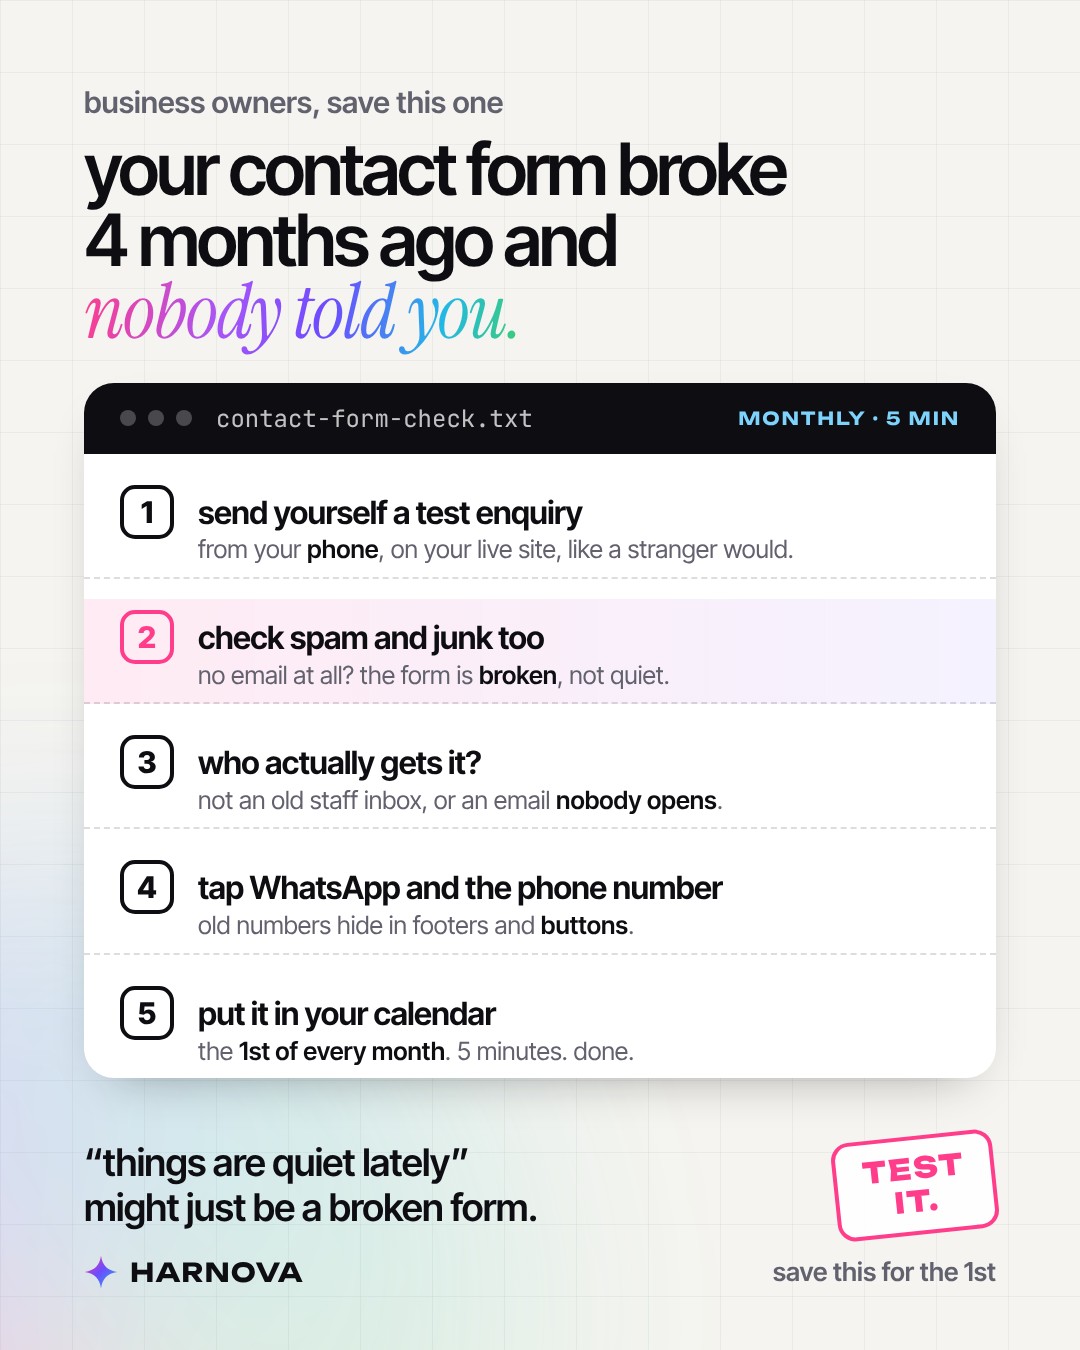 business owners, save this one
your contact form broke
4 months ago and
nobody told you.
contact-form-check.txt
MONTHLY · 5 MIN
1
send yourself a test enquiry
from your phone, on your live site, like a stranger would.
2
check spam and junk too
no email at all? the form is broken, not quiet.
3
who actually gets it?
not an old staff inbox, or an email nobody opens.
4
tap WhatsApp and the phone number
old numbers hide in footers and buttons.
5
put it in your calendar
the 1st of every month. 5 minutes. done.
“things are quiet lately”
might just be a broken form.
TEST
IT.
HARNOVA
save this for the 1st